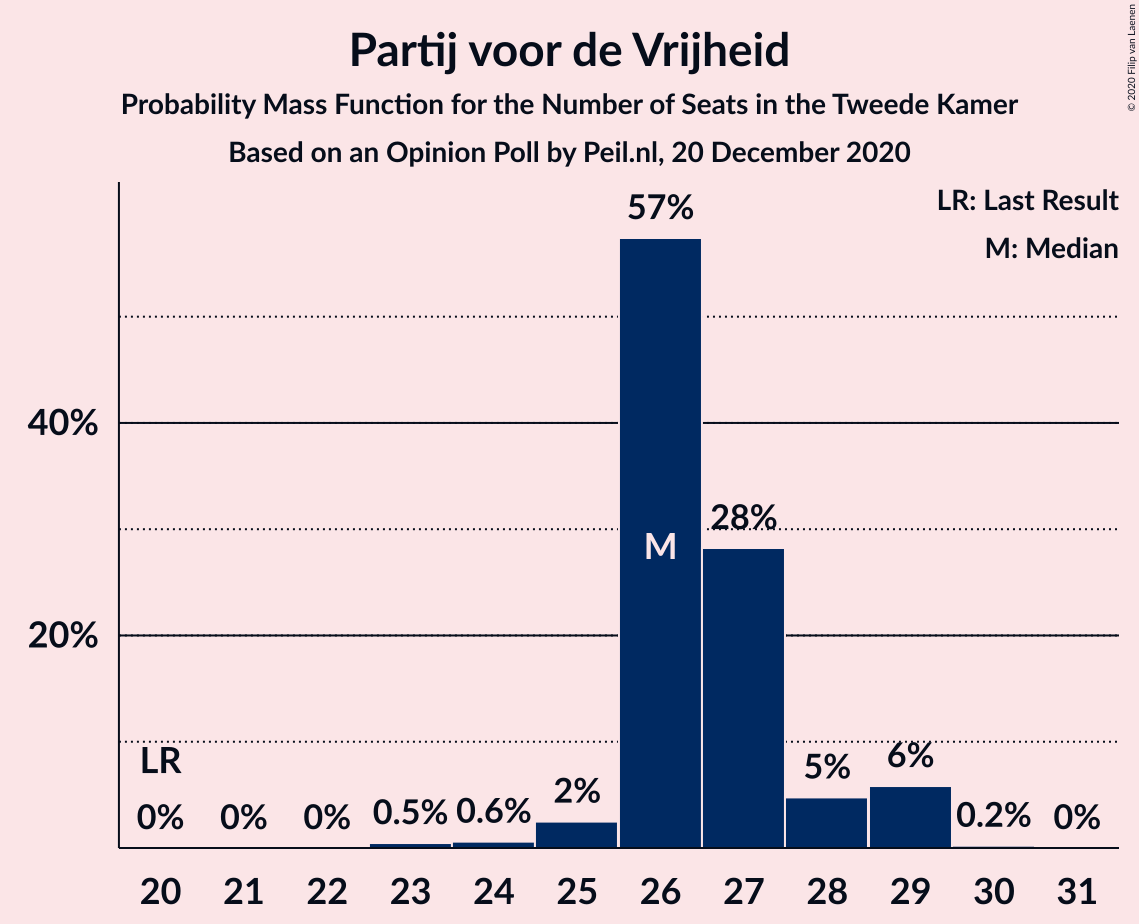 Partij voor de Vrijheid
Probability Mass Function for the Number of Seats in the Tweede Kamer
Based on an Opinion Poll by Peil.nl, 20 December 2020
© 2020 Filip van Laenen
LR: Last Result
M: Median
57%
40%
28%
M
20%
LR
6%
5%
2%
0%
0%
0%
0.5%
0.6%
0.2%
0%
20 21 22 23 24 25 26 27 28 29 30 31